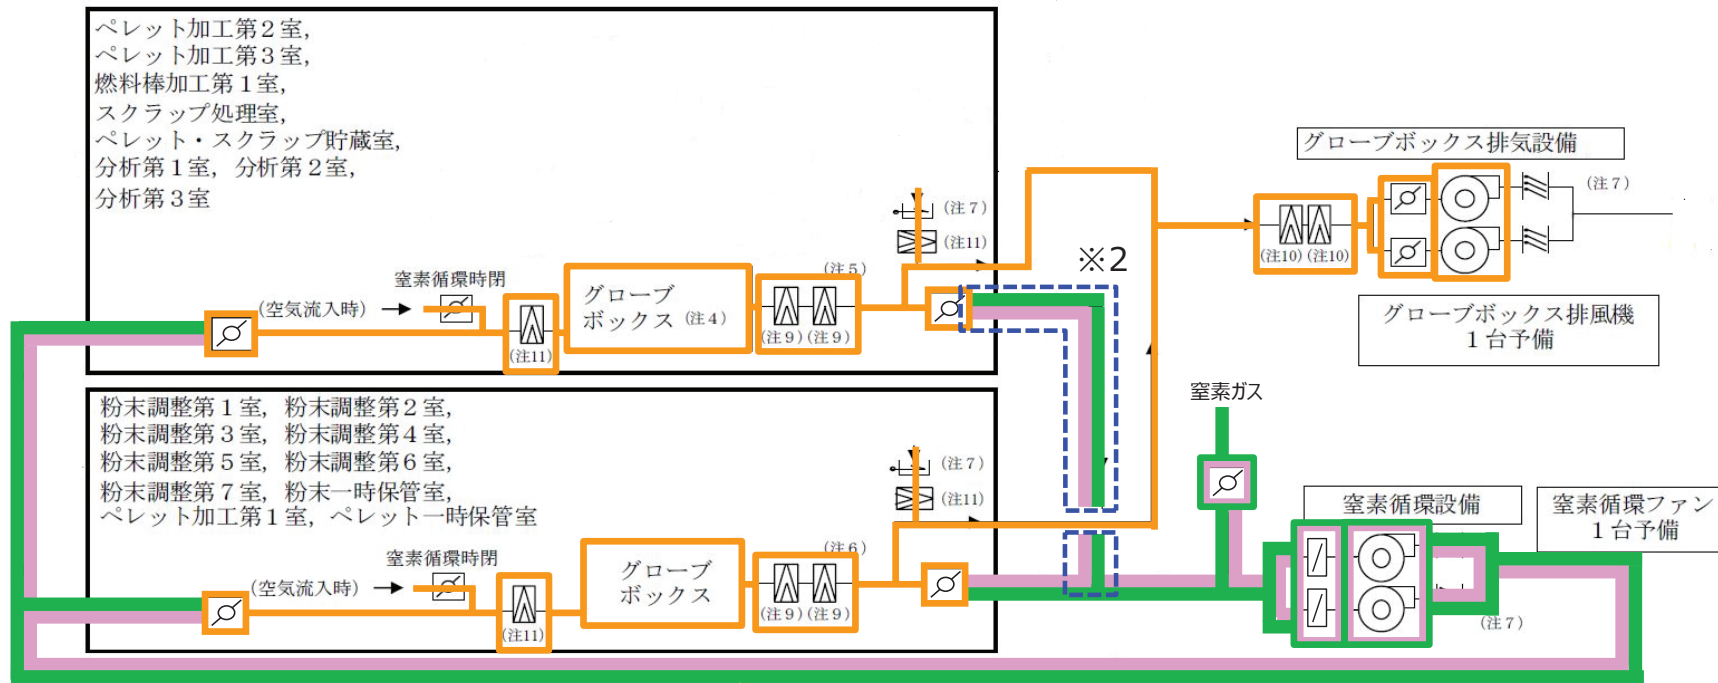 ペレット加工第２室，
ペレット加工第３室，
燃料棒加工第１室，
スクラップ処理室，
ペレット・スクラップ貯蔵室，
分析第１室，分析第２室，
分析第３室
(注７)
(注11)
窒素循環時閉
(空気流入時)
(注11)
グローブ
ボックス (注４)
(注５)
(注９) (注９)
※2
グローブボックス排気設備
(注７)
(注10) (注10)
グローブボックス排風機
１台予備
粉末調整第１室，粉末調整第２室，
粉末調整第３室，粉末調整第４室，
粉末調整第５室，粉末調整第６室，
粉末調整第７室，粉末一時保管室，
ペレット加工第１室，ペレット一時保管室
(注７)
(注11)
窒素循環時閉
(空気流入時)
(注11)
グローブ
ボックス
(注６)
(注９) (注９)
窒素ガス
窒素循環設備
窒素循環ファン
１台予備
(注７)